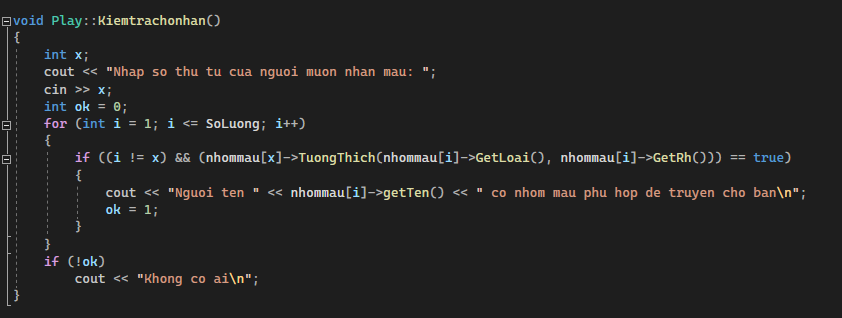 void Play::Kiemtrachonhan()
{
    int x;
    cout << "Nhap so thu tu cua nguoi muon nhan mau: ";
    cin >> x;
    int ok = 0;
    for (int i = 1; i <= SoLuong; i++)
    {
        if ((i != x) && (nhommau[x]->TuongThich(nhommau[i]->GetLoai(), nhommau[i]->GetRh())) == true)
        {
            cout << "Nguoi ten " << nhommau[i]->getTen() << " co nhom mau phu hop de truyen cho ban\n";
            ok = 1;
        }
    }
    if (!ok)
        cout << "Khong co ai\n";
}